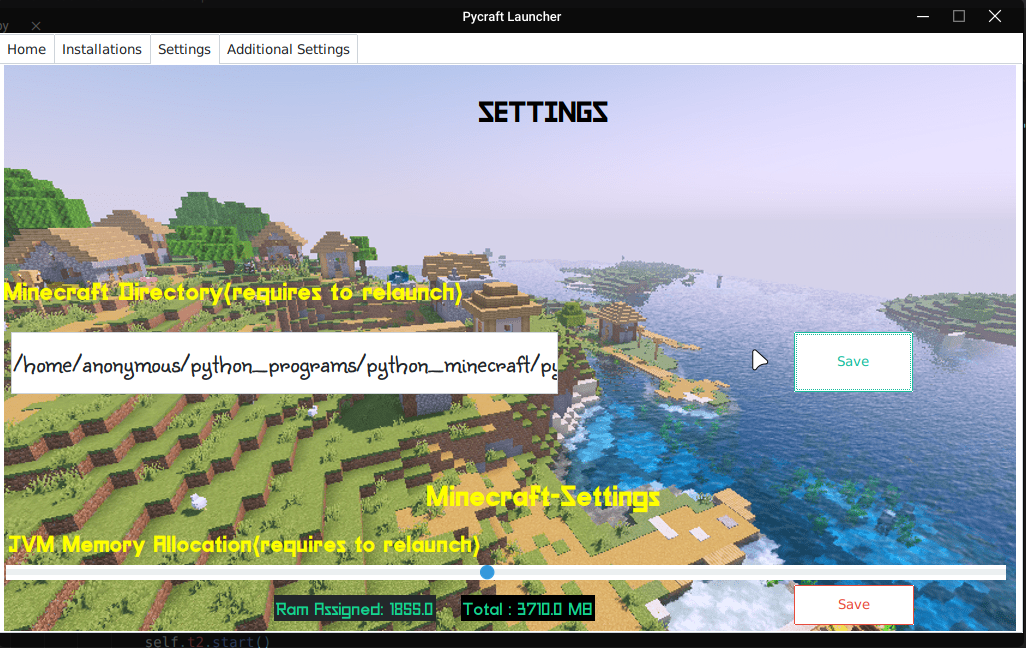 Pycraft Launcher
Home
Installations
Settings
Additional Settings
SETTINGS
Minecraft Directory(requires to relaunch)
/home/anonymous/python_programs/python_minecraft/py
Save
Minecraft-Settings
JVM Memory Allocation(requires to relaunch)
Ram Assigned: 1855.0
Total : 3710.0 MB
Save
self.t2.start()